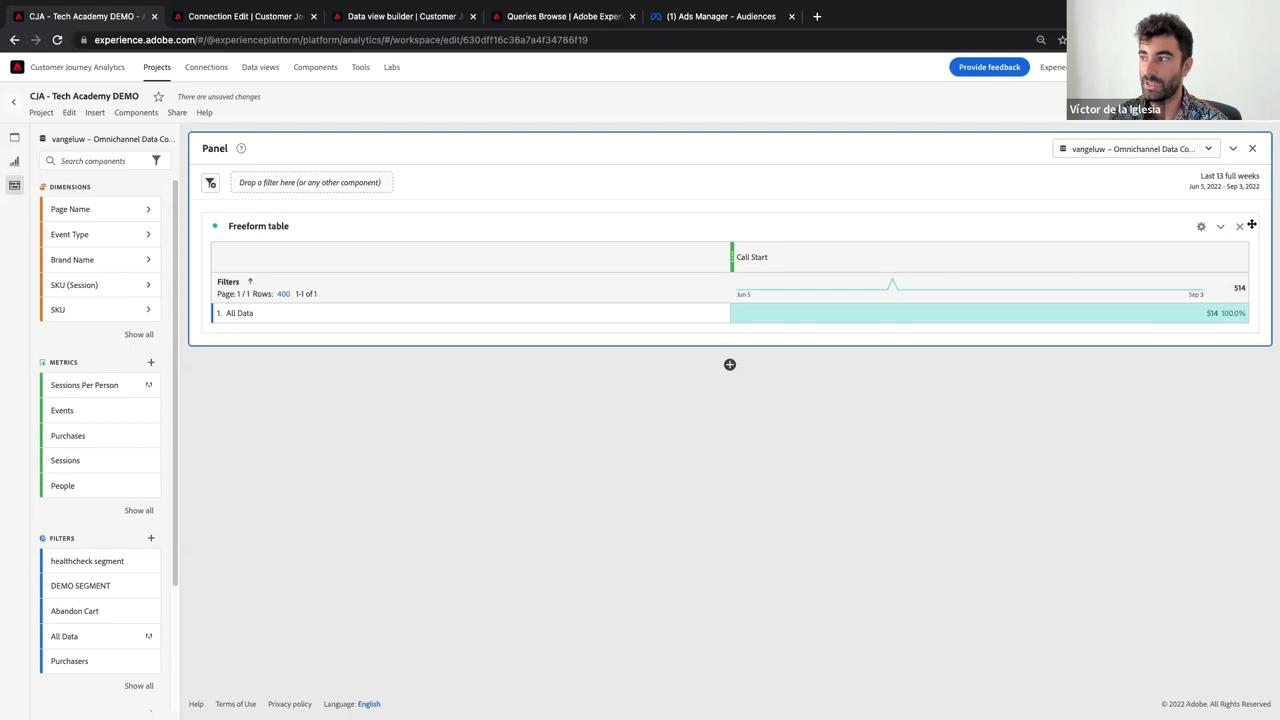 CJA - Tech Academy DEMO - A
Connection Edit | Customer Jo
Data view builder | Customer J
Queries Browse | Adobe Exper
(1) Ads Manager - Audiences
experience.adobe.com/#/@experienceplatform/platform/analytics/#/workspace/edit/630dff16c36a7a4f34786f19
Customer Journey Analytics
Projects
Connections
Data views
Components
Tools
Labs
Provide feedback
Experie
Víctor de la Iglesia
CJA - Tech Academy DEMO
There are unsaved changes
Project
Edit
Insert
Components
Share
Help
vangeluw – Omnichannel Data Co...
Search components
DIMENSIONS
Page Name
Event Type
Brand Name
SKU (Session)
SKU
Show all
METRICS
Sessions Per Person
Events
Purchases
Sessions
People
Show all
FILTERS
healthcheck segment
DEMO SEGMENT
Abandon Cart
All Data
Purchasers
Show all
Panel
vangeluw – Omnichannel Data Co...
Drop a filter here (or any other component)
Last 13 full weeks
Jun 5, 2022 - Sep 3, 2022
Freeform table
Call Start
Filters
Page: 1 / 1 Rows: 400 1-1 of 1
Jun 5
Sep 3
514
1. All Data
514 100.0%
Help
Terms of Use
Privacy policy
Language: English
© 2022 Adobe. All Rights Reserved